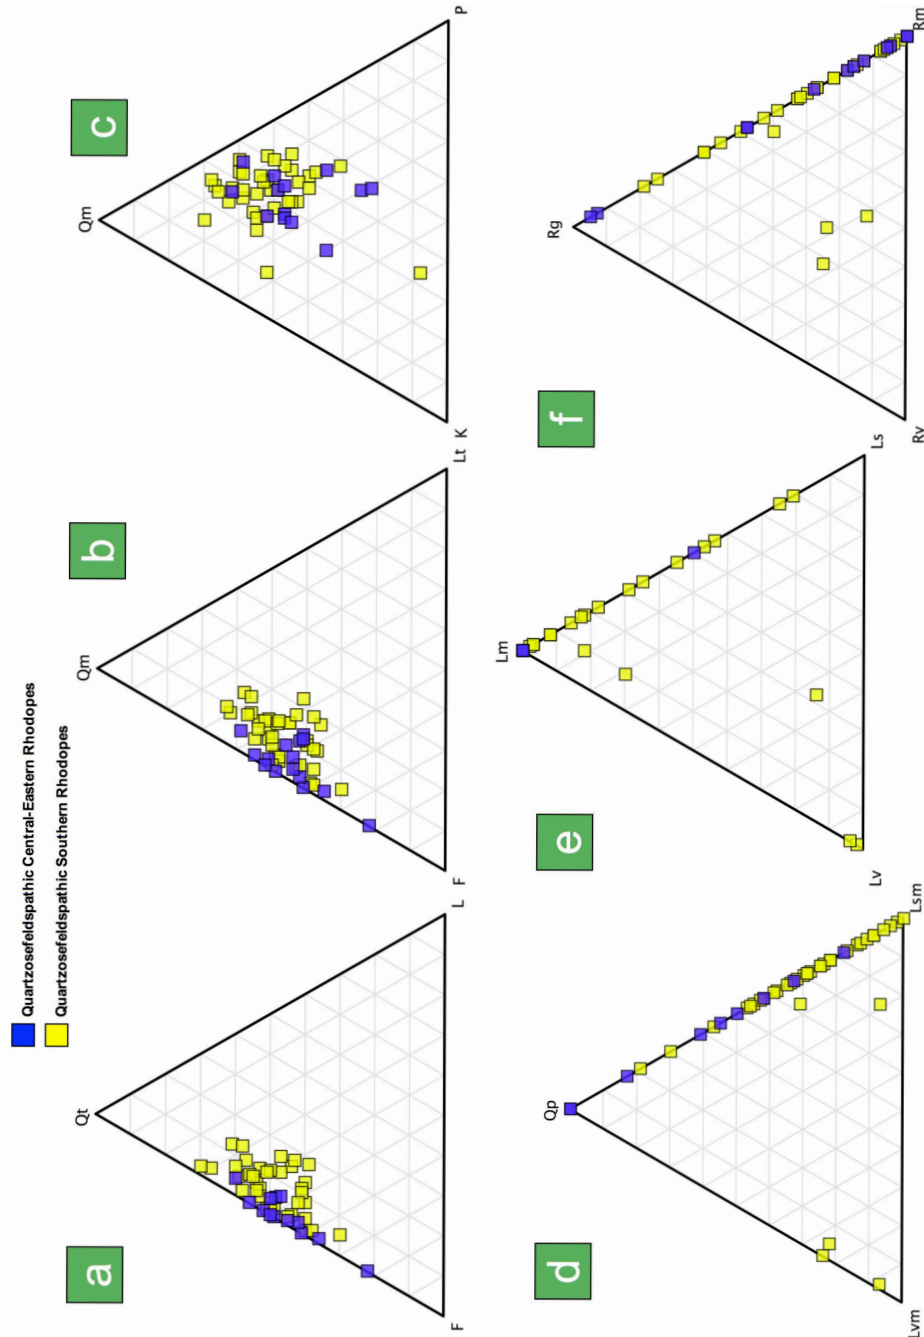 Quartzosefeldspathic Central-Eastern Rhodopes
Quartzosefeldspathic Southern Rhodopes
a
Qt
F
L
b
Qm
F
Lt
c
Qm
K
P
d
Qp
Lvm
Lsm
e
Lm
Lv
Ls
f
Rg
Rv
Rm